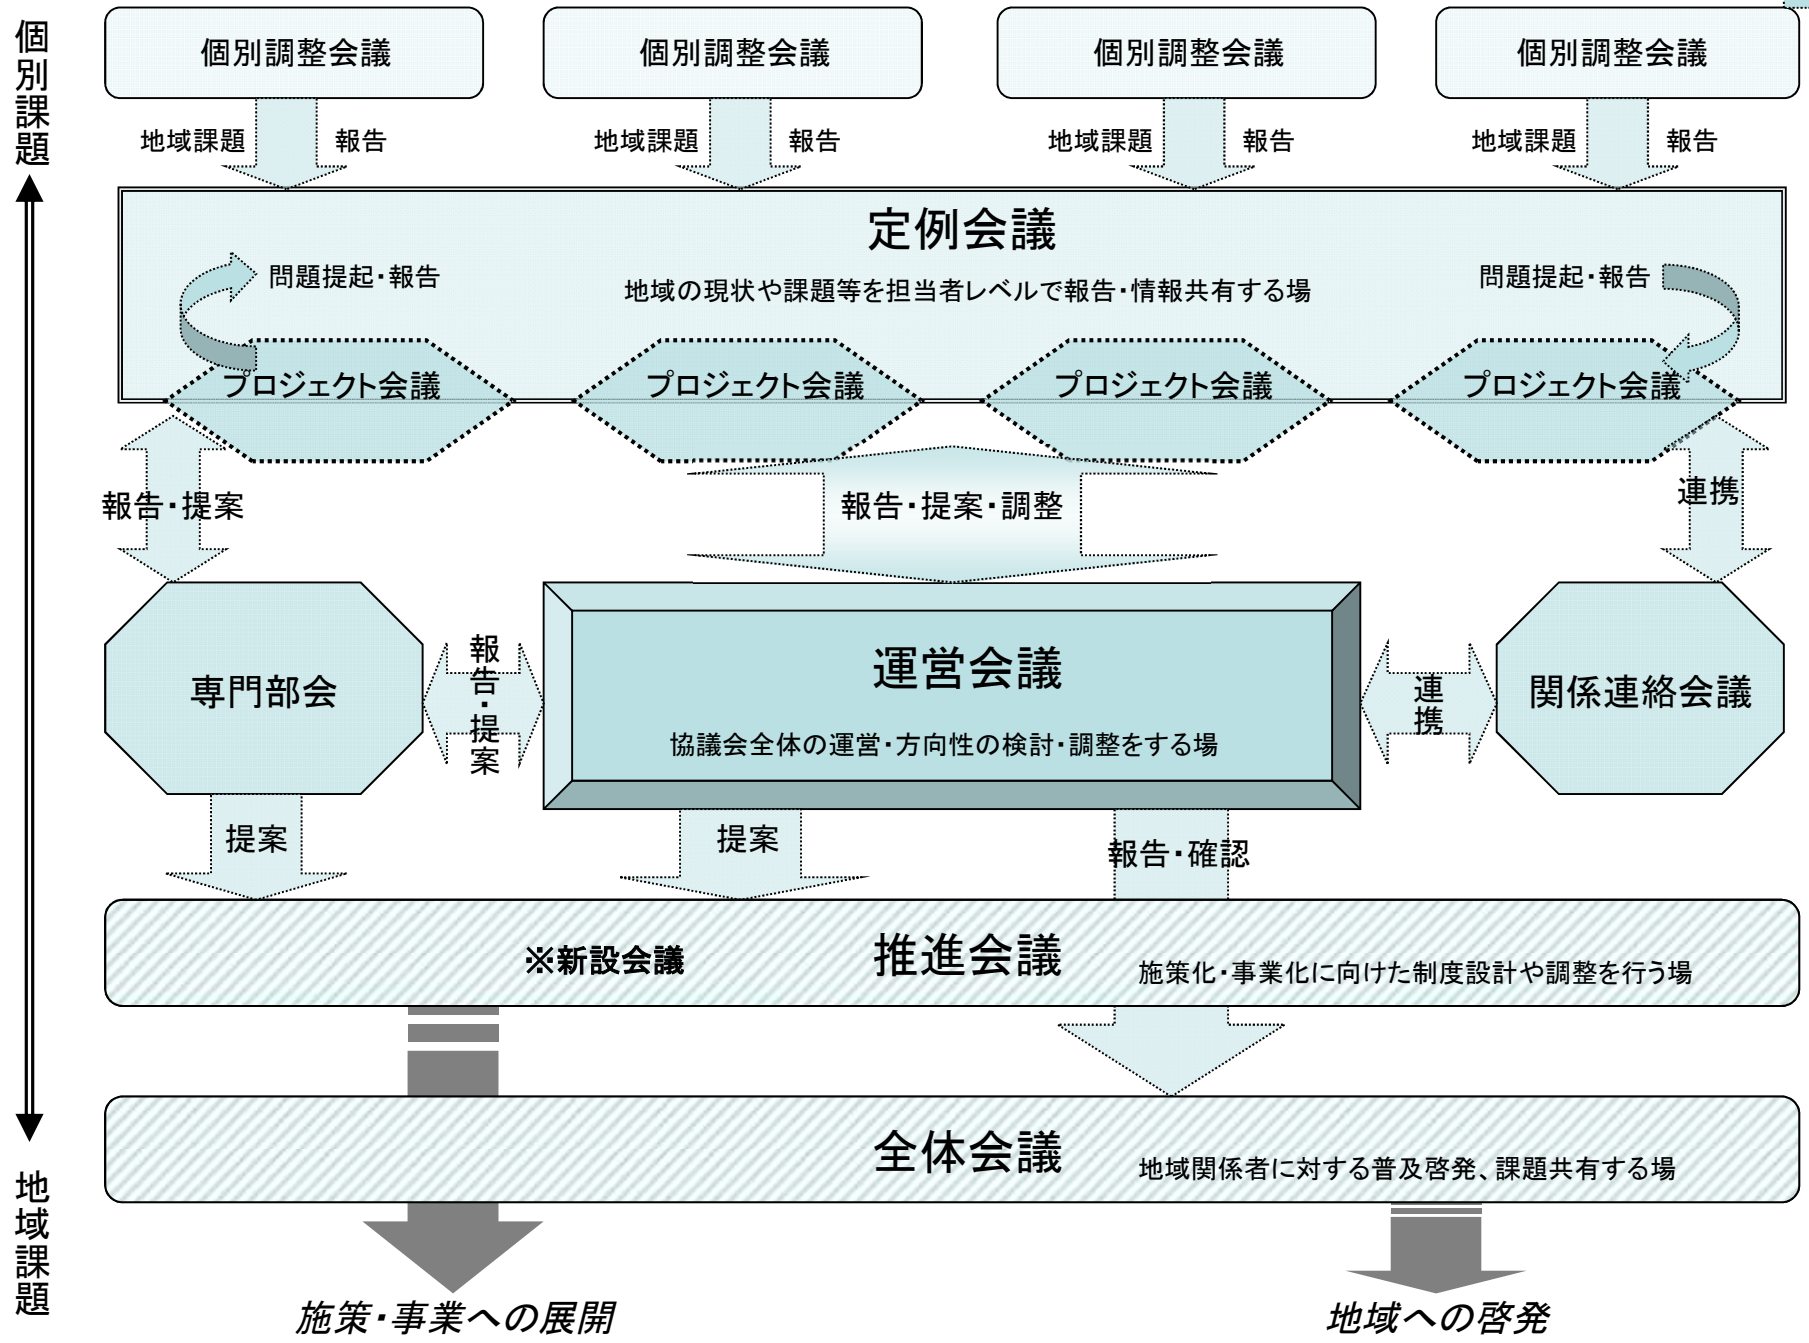 個別課題
個別調整会議
個別調整会議
個別調整会議
個別調整会議
地域課題 報告
地域課題 報告
地域課題 報告
地域課題 報告
定例会議
問題提起・報告
地域の現状や課題等を担当者レベルで報告・情報共有する場
問題提起・報告
プロジェクト会議
プロジェクト会議
プロジェクト会議
プロジェクト会議
報告・提案
報告・提案・調整
連携
専門部会
報告・提案
運営会議
協議会全体の運営・方向性の検討・調整をする場
連携
関係連絡会議
提案
提案
報告・確認
※新設会議
推進会議
施策化・事業化に向けた制度設計や調整を行う場
全体会議
地域関係者に対する普及啓発、課題共有する場
地域課題
施策・事業への展開
地域への啓発